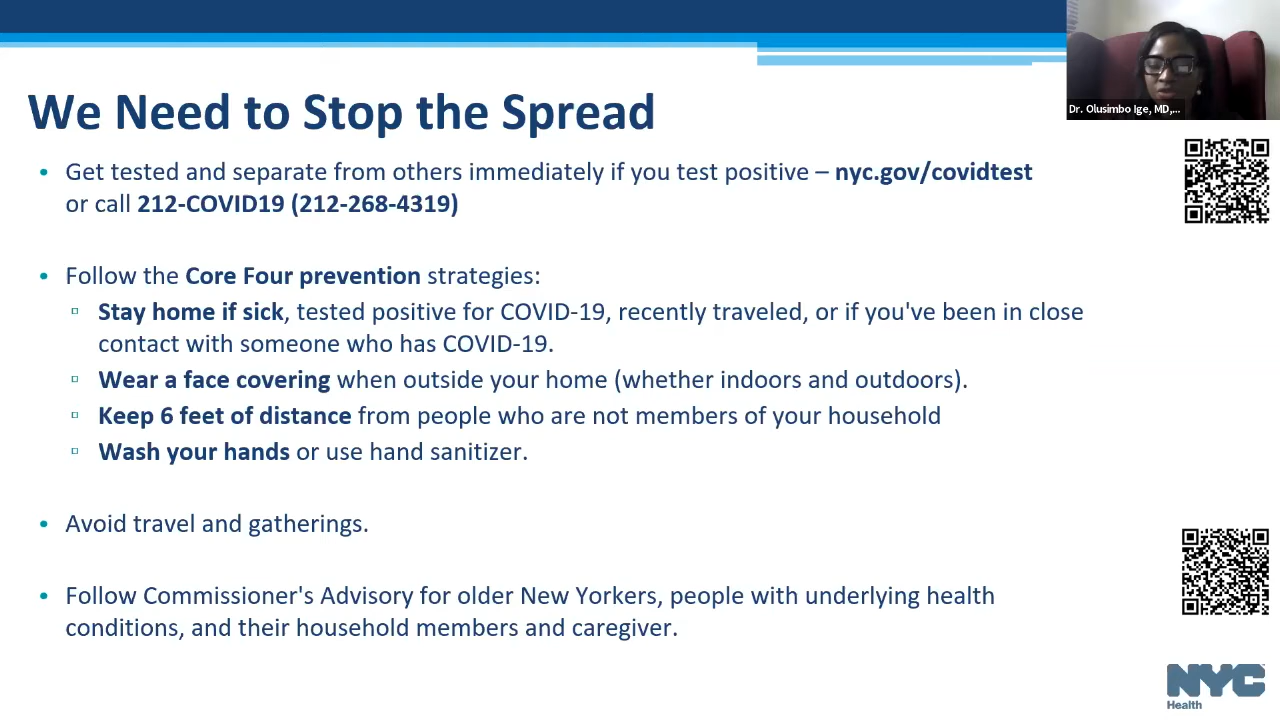 Dr. Olusimbo Ige, MD,...
We Need to Stop the Spread
• Get tested and separate from others immediately if you test positive – nyc.gov/covidtest
or call 212-COVID19 (212-268-4319)
• Follow the Core Four prevention strategies:
▫ Stay home if sick, tested positive for COVID-19, recently traveled, or if you've been in close
contact with someone who has COVID-19.
▫ Wear a face covering when outside your home (whether indoors and outdoors).
▫ Keep 6 feet of distance from people who are not members of your household
▫ Wash your hands or use hand sanitizer.
• Avoid travel and gatherings.
• Follow Commissioner's Advisory for older New Yorkers, people with underlying health
conditions, and their household members and caregiver.
NYC
Health